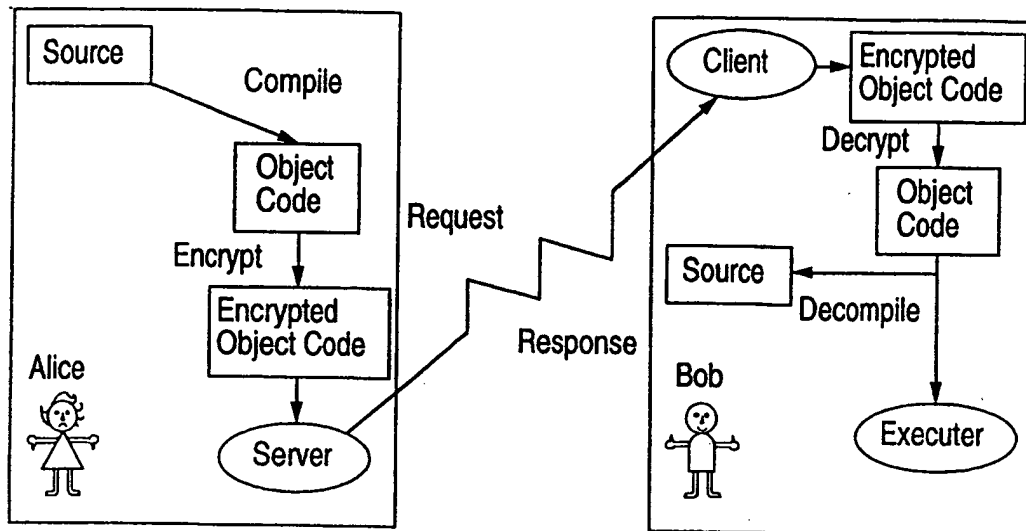 Source
Compile
Object
Code
Encrypt
Encrypted
Object Code
Alice
Server
Request
Response
Client
Encrypted
Object Code
Decrypt
Object
Code
Source
Decompile
Bob
Executer